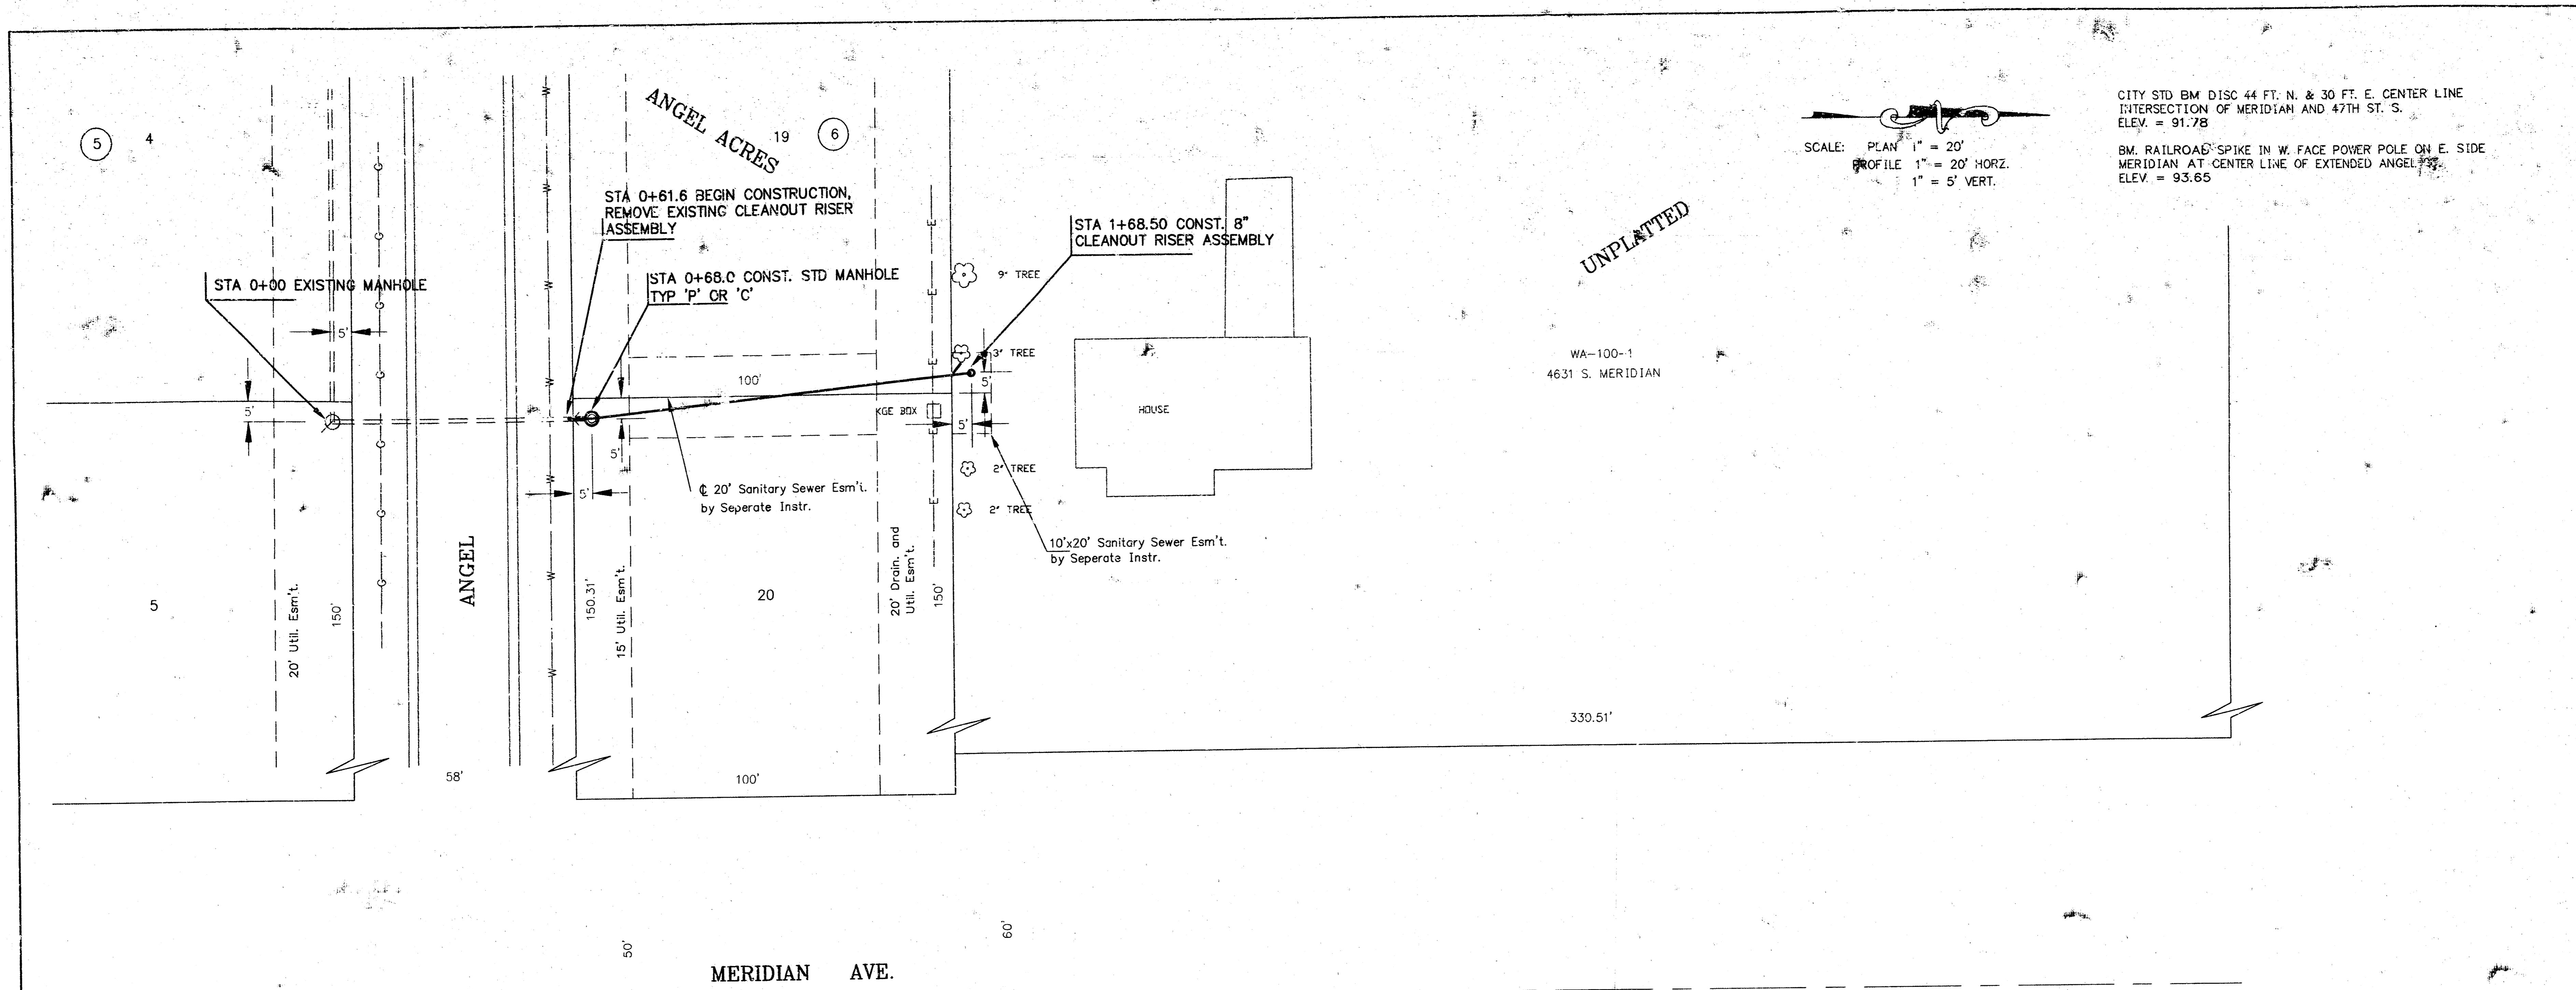 CITY STD BM DISC 44 FT. N. & 30 FT. E. CENTER LINE
INTERSECTION OF MERIDIAN AND 47TH ST. S.
ELEV. = 91.78
BM. RAILROAD SPIKE IN W. FACE POWER POLE ON E. SIDE
MERIDIAN AT CENTER LINE OF EXTENDED ANGEL
ELEV. = 93.65
SCALE: PLAN 1" = 20'
PROFILE 1" = 20' HORZ.
1" = 5' VERT.
5
4
ANGEL ACRES
19
6
STA 0+61.6 BEGIN CONSTRUCTION,
REMOVE EXISTING CLEANOUT RISER
ASSEMBLY
STA 0+00 EXISTING MANHOLE
STA 0+68.0 CONST. STD MANHOLE
TYP 'P' OR 'C'
STA 1+68.50 CONST. 8"
CLEANOUT RISER ASSEMBLY
UNPLATTED
9" TREE
3" TREE
2" TREE
2" TREE
5'
5'
5'
5'
5'
5'
100'
KGE BOX
HOUSE
WA-100-1
4631 S. MERIDIAN
℄ 20' Sanitary Sewer Esm't.
by Seperate Instr.
10'x20' Sanitary Sewer Esm't.
by Seperate Instr.
5
20' Util. Esm't.
150'
G
G
G
G
G
G
ANGEL
W
W
W
W
W
W
W
150.31'
15' Util. Esm't.
20
20' Drain. and
Util. Esm't.
150'
E
E
E
E
E
330.51'
58'
100'
50'
60'
MERIDIAN AVE.